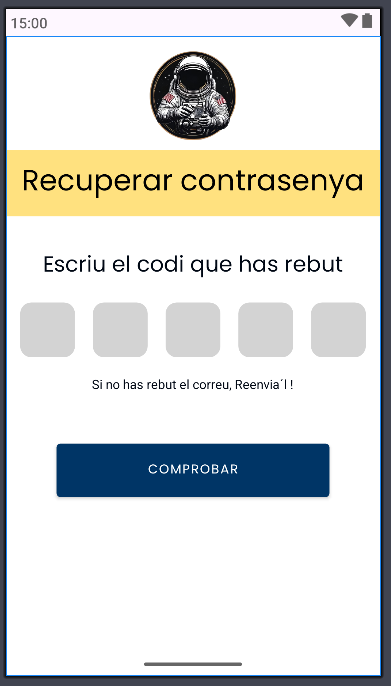 15:00
Recuperar contrasenya
Escriu el codi que has rebut
Si no has rebut el correu, Reenvia´l !
COMPROBAR